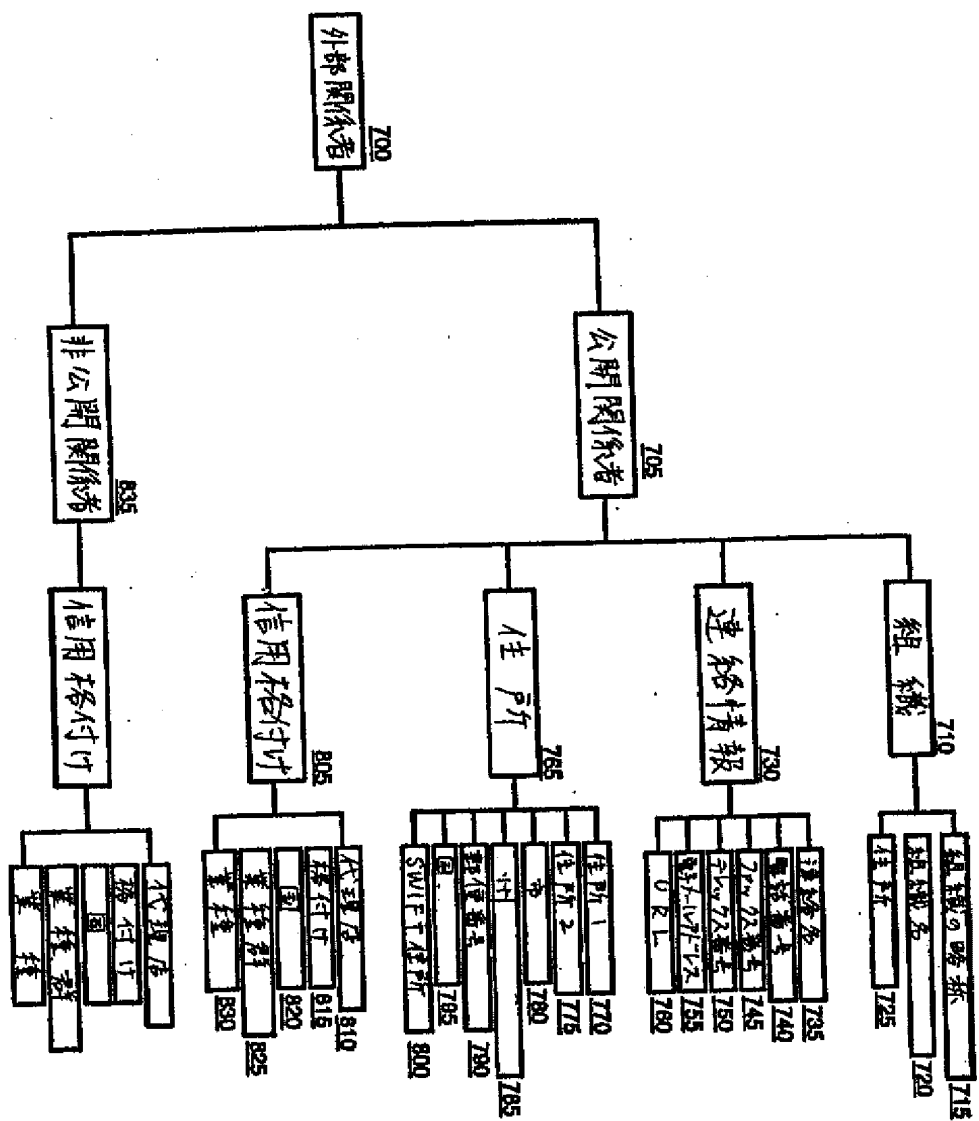 外部関係者
700
公開関係者
705
組織
710
組織の略称
715
組織名
720
住所
725
連絡情報
730
連絡名
735
電話番号
740
ファックス番号
745
テレックス番号
750
電子メールアドレス
755
URL
760
住所
765
住所1
770
住所2
775
市
780
州
785
郵便番号
790
国
785
SWIFT住所
800
信用格付け
805
代理店
810
格付け
815
国
820
業種群
825
業種
830
非公開関係者
835
信用格付け
代理店
格付け
国
業種群
業種